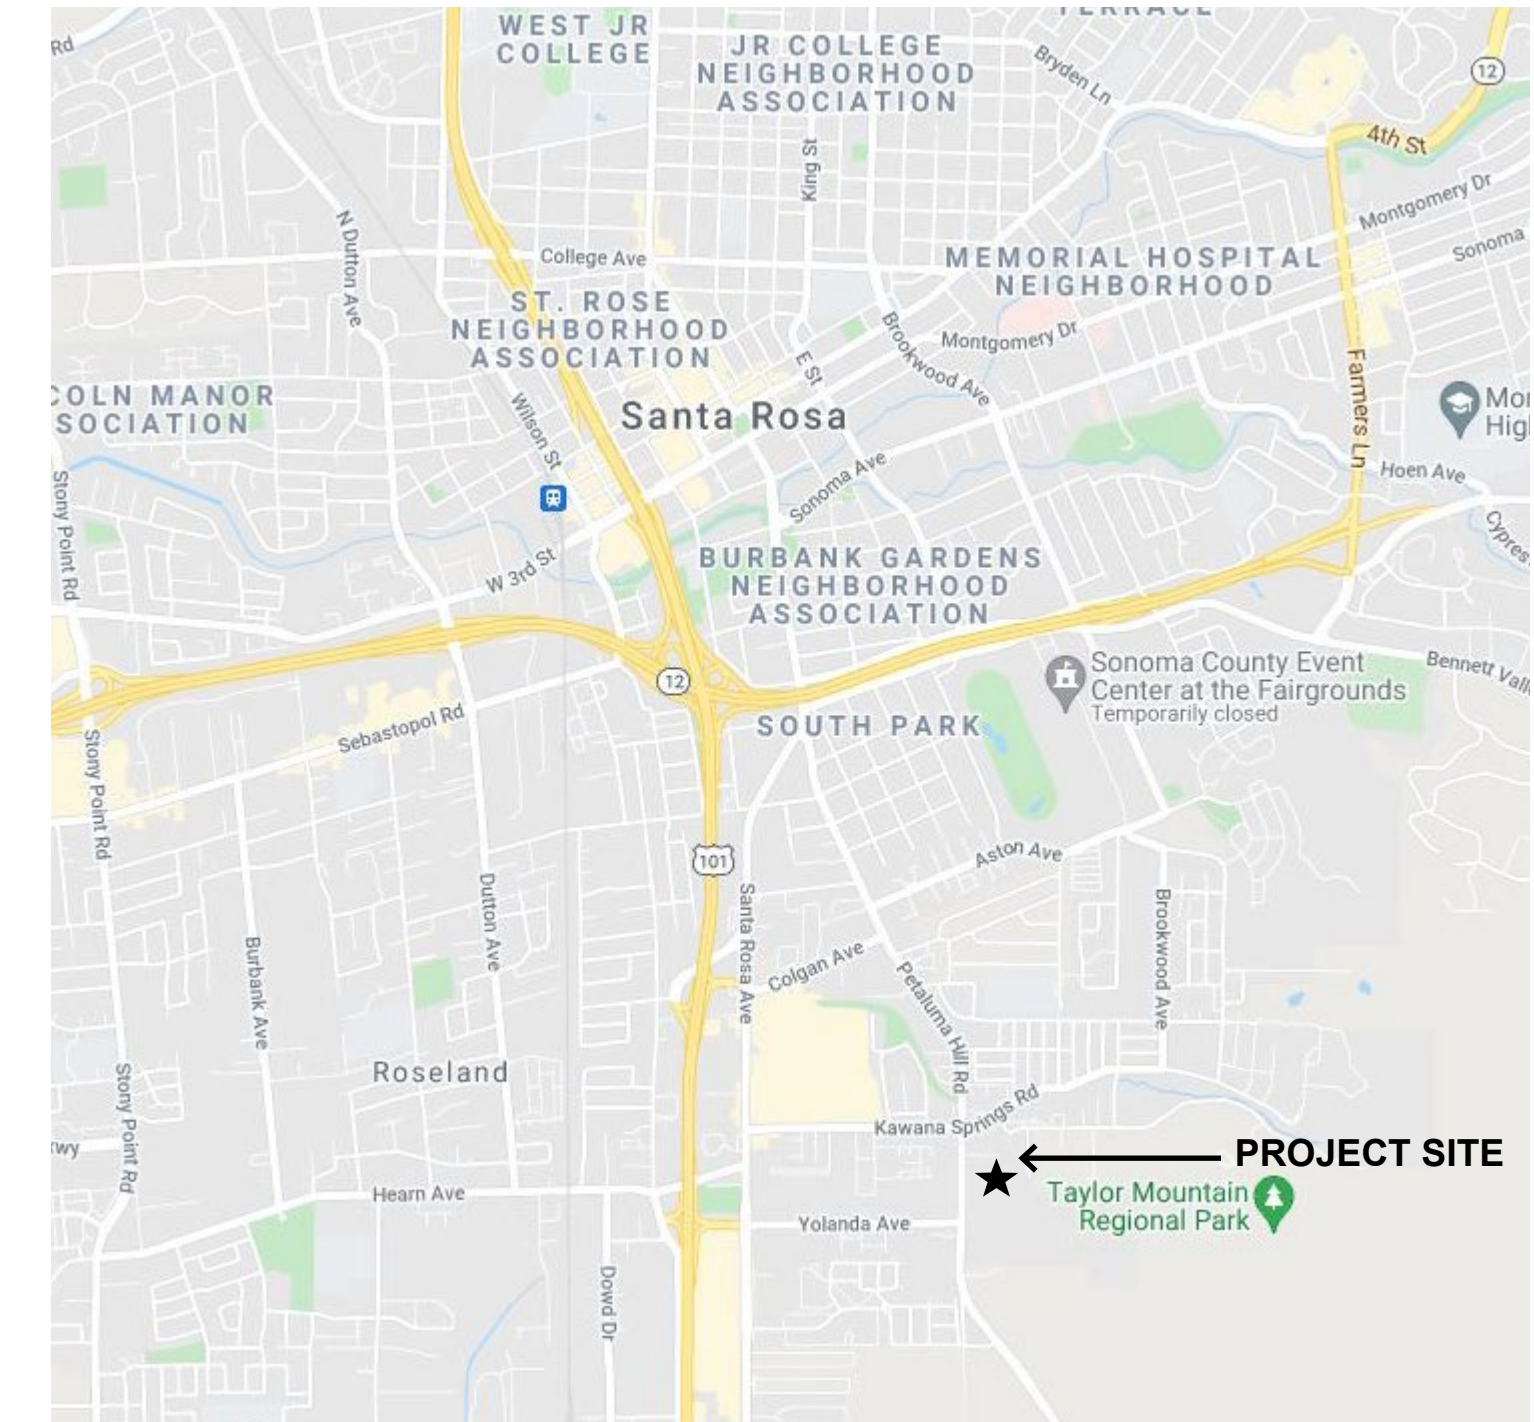 TERRACE
WEST JR
COLLEGE
Rd
JR COLLEGE
NEIGHBORHOOD
ASSOCIATION
Bryden Ln
12
4th St
King St
Montgomery Dr
Sonoma
N Dutton Ave
College Ave
MEMORIAL HOSPITAL
NEIGHBORHOOD
ST. ROSE
NEIGHBORHOOD
ASSOCIATION
Brookwood Ave
Montgomery Dr
E St
Farmers Ln
COLN MANOR
SOCIATION
Wilson St
Santa Rosa
Mon
High
Stony Point Rd
Sonoma Ave
Hoen Ave
Cypres
W 3rd St
BURBANK GARDENS
NEIGHBORHOOD
ASSOCIATION
12
Sonoma County Event
Center at the Fairgrounds
Temporarily closed
Bennett Vall
Sebastopol Rd
SOUTH PARK
Stony Point Rd
101
Aston Ave
Dutton Ave
Santa Rosa Ave
Brookwood Ave
Burbank Ave
Colgan Ave
Petaluma Hill Rd
Roseland
Stony Point Rd
Kawana Springs Rd
kwy
PROJECT SITE
Hearn Ave
Taylor Mountain
Regional Park
Yolanda Ave
Dowd Dr